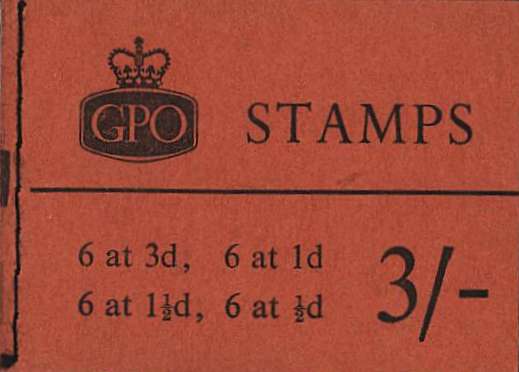 GPO STAMPS
6 at 3d, 6 at 1d
6 at 1½d, 6 at ½d
3/-